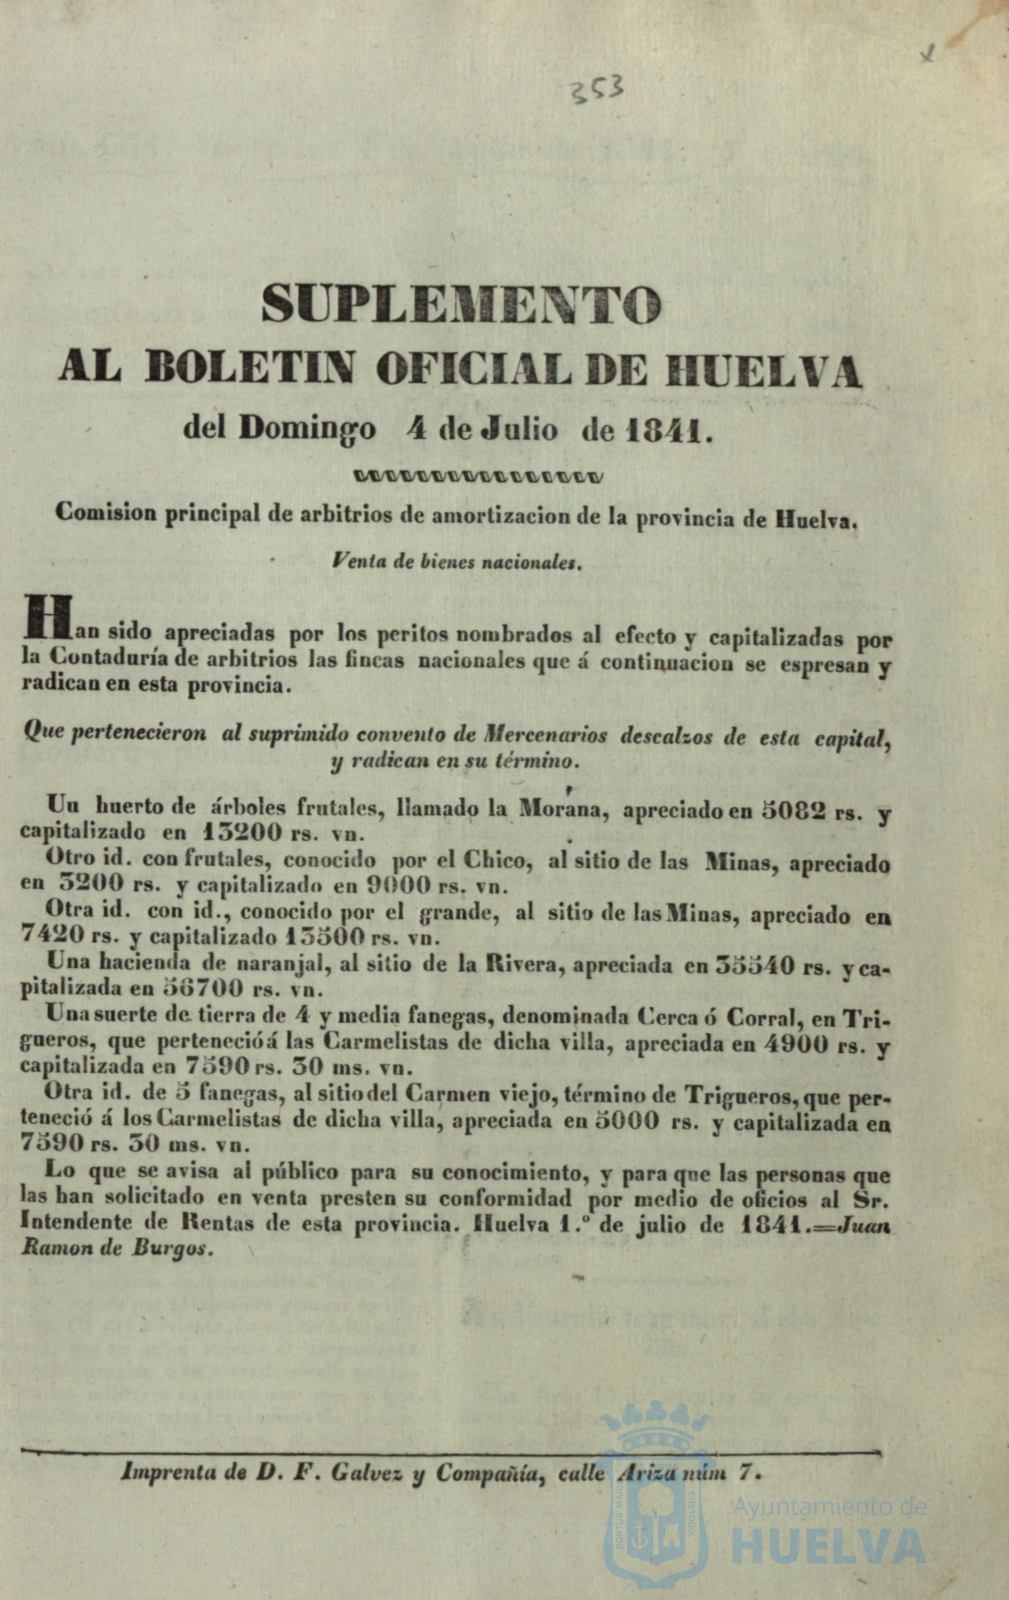 353
x
SUPLEMENTO
AL BOLETIN OFICIAL DE HUELVA
del Domingo 4 de Julio de 1841.
Comision principal de arbitrios de amortizacion de la provincia de Huelva.
Venta de bienes nacionales.
Han sido apreciadas por los peritos nombrados al efecto y capitalizadas por
la Contaduría de arbitrios las fincas nacionales que á continuacion se espresan y
radican en esta provincia.
Que pertenecieron al suprimido convento de Mercenarios descalzos de esta capital,
y radican en su término.
Un huerto de árboles frutales, llamado la Morana, apreciado en 5082 rs. y
capitalizado en 13200 rs. vn.
Otro id. con frutales, conocido por el Chico, al sitio de las Minas, apreciado
en 3200 rs. y capitalizado en 9000 rs. vn.
Otra id. con id., conocido por el grande, al sitio de las Minas, apreciado en
7420 rs. y capitalizado 13500 rs. vn.
Una hacienda de naranjal, al sitio de la Rivera, apreciada en 35540 rs. y ca-
pitalizada en 56700 rs. vn.
Una suerte de tierra de 4 y media fanegas, denominada Cerca ó Corral, en Tri-
gueros, que perteneció á las Carmelistas de dicha villa, apreciada en 4900 rs. y
capitalizada en 7590 rs. 30 ms. vn.
Otra id. de 5 fanegas, al sitio del Carmen viejo, término de Trigueros, que per-
teneció á los Carmelistas de dicha villa, apreciada en 5000 rs. y capitalizada en
7590 rs. 30 ms. vn.
Lo que se avisa al público para su conocimiento, y para que las personas que
las han solicitado en venta presten su conformidad por medio de oficios al Sr.
Intendente de Rentas de esta provincia. Huelva 1.º de julio de 1841.=Juan
Ramon de Burgos.
Imprenta de D. F. Galvez y Compañía, calle Ariza núm 7.
PORTUS MARIS
CUSTODIA
Ayuntamiento de
HUELVA